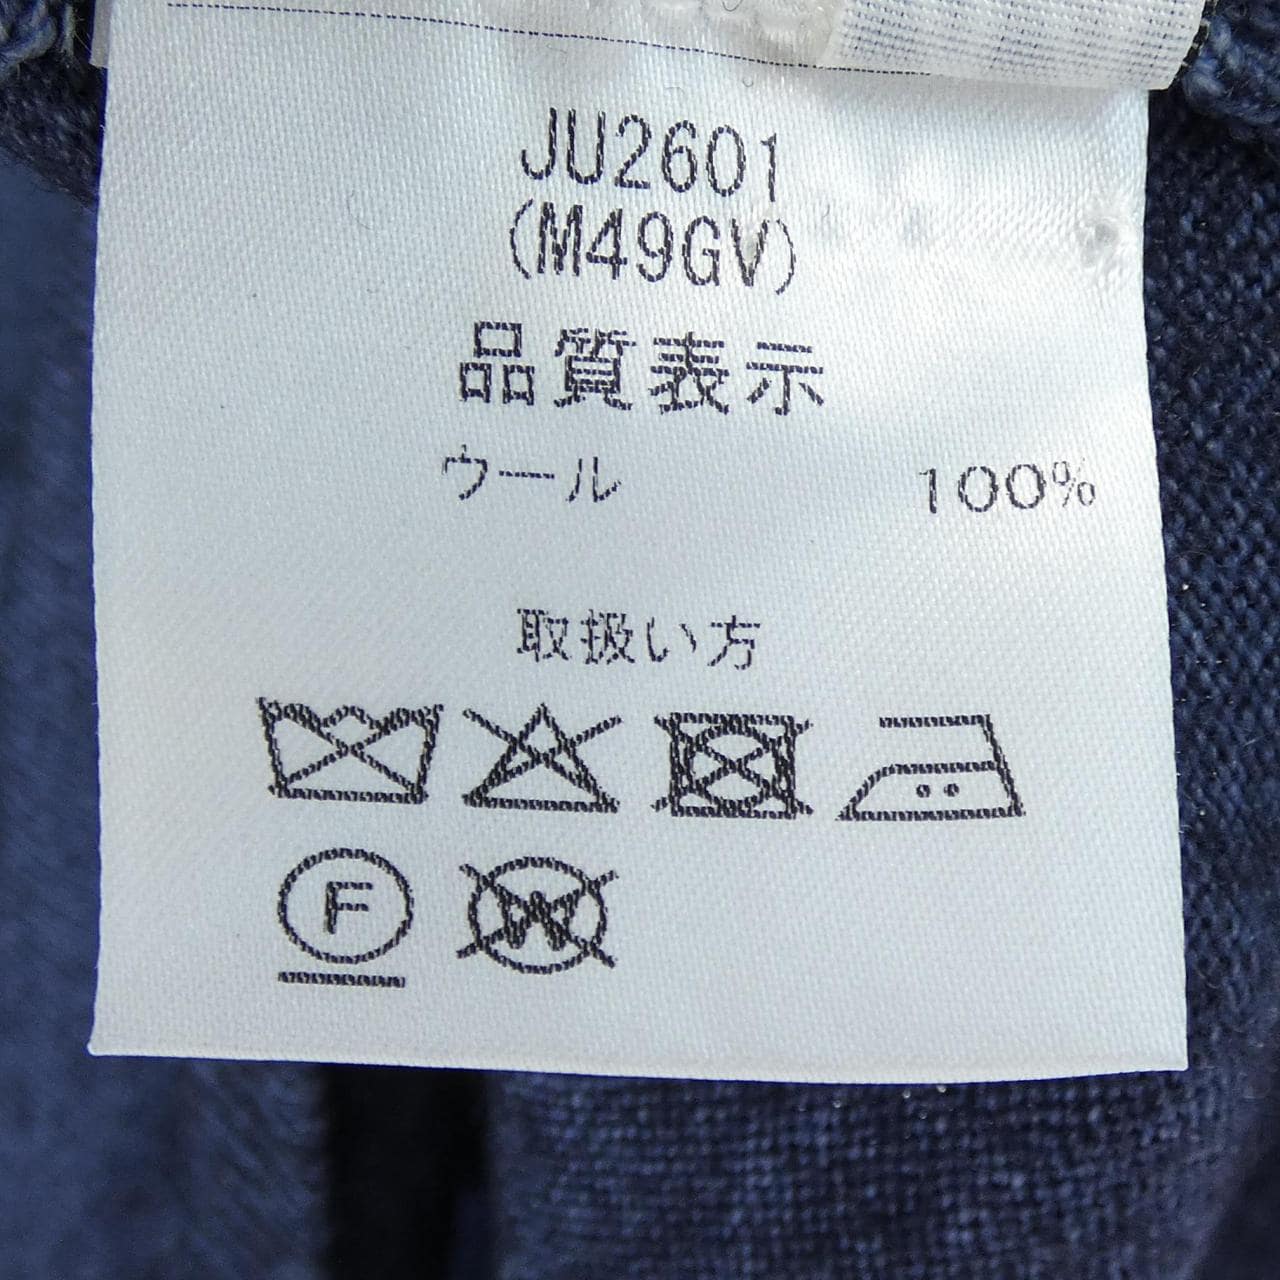 JU2601
(M49GV)
品質表示
ウール 100%
取扱い方
F W